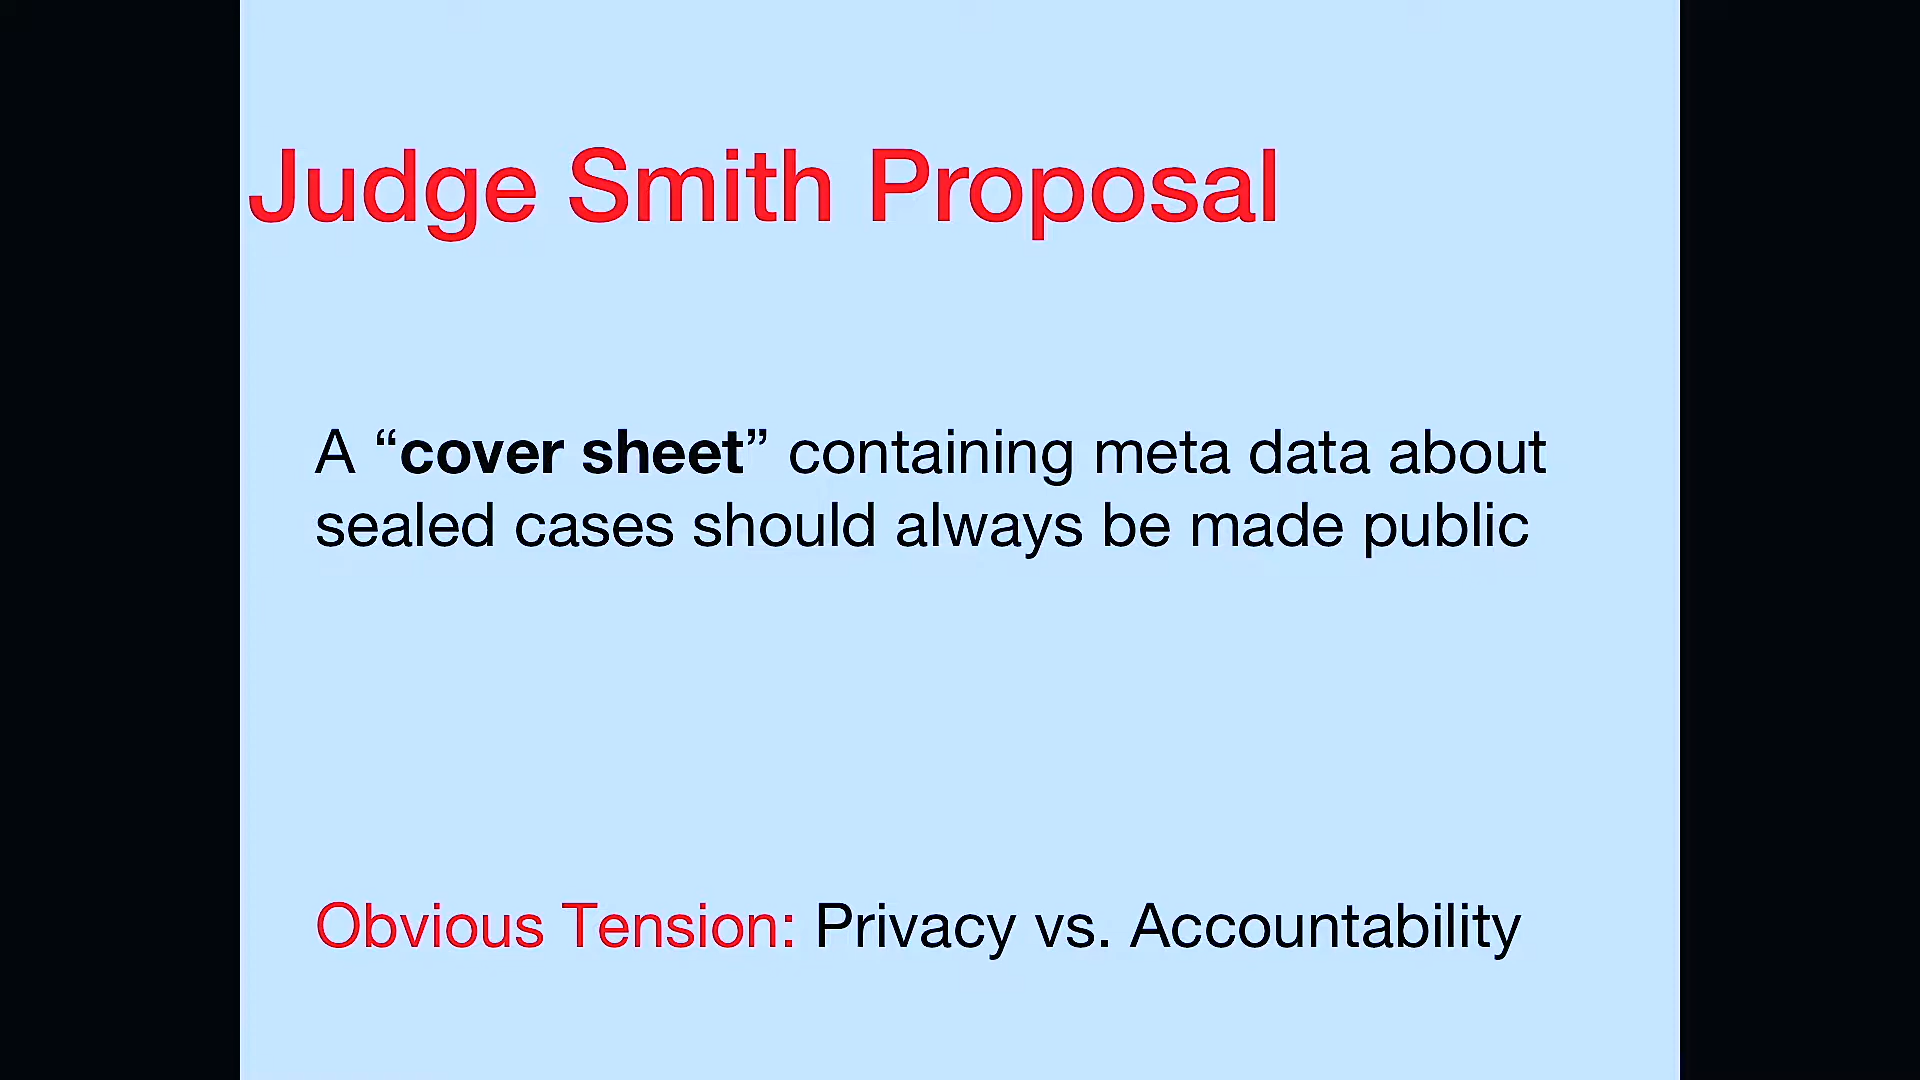 Judge Smith Proposal
A “cover sheet” containing meta data about
sealed cases should always be made public
Obvious Tension: Privacy vs. Accountability